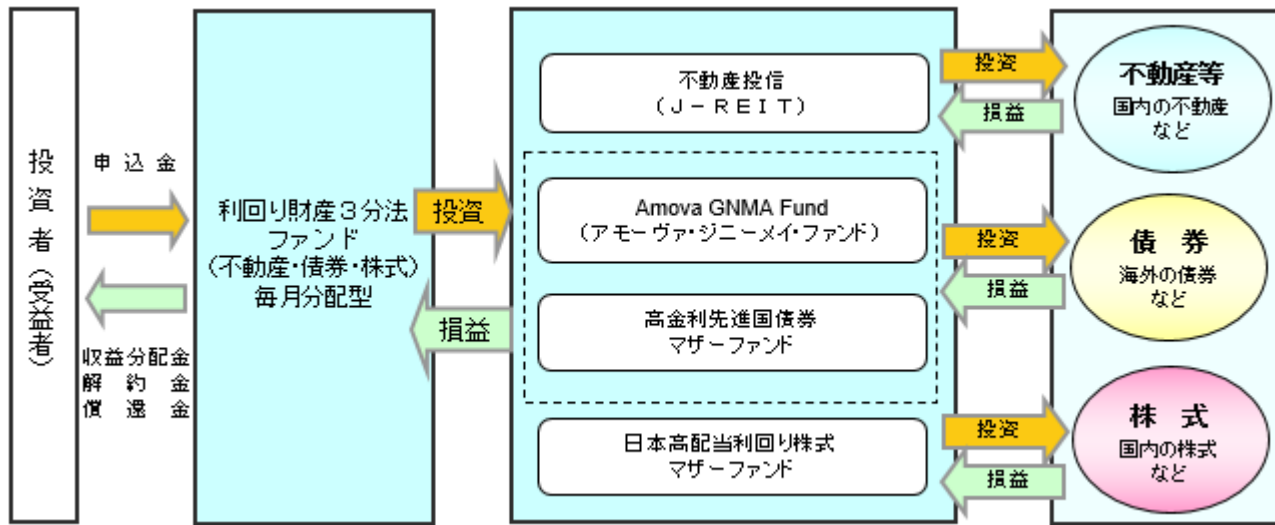 投資者(受益者)
申込金
収益分配金
解約金
償還金
利回り財産3分法
ファンド
(不動産・債券・株式)
毎月分配型
投資
損益
不動産投信
(J-REIT)
Amova GNMA Fund
(アモーヴァ・ジニーメイ・ファンド)
高金利先進国債券
マザーファンド
日本高配当利回り株式
マザーファンド
投資
損益
投資
損益
投資
損益
不動産等
国内の不動産
など
債券
海外の債券
など
株式
国内の株式
など